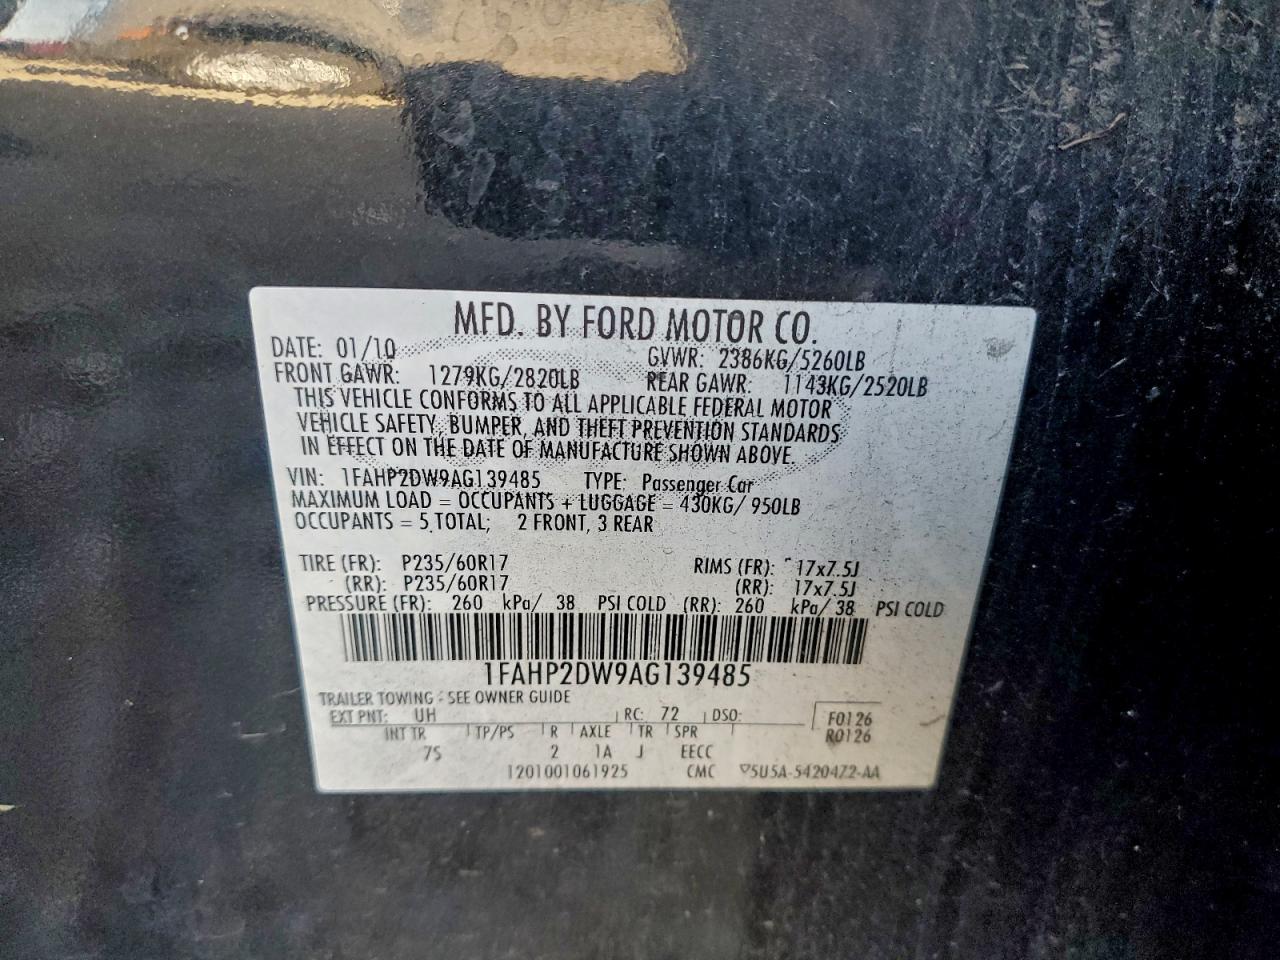 MFD. BY FORD MOTOR CO.
DATE: 01/10
GVWR: 2386KG/5260LB
FRONT GAWR: 1279KG/2820LB
REAR GAWR: 1143KG/2520LB
THIS VEHICLE CONFORMS TO ALL APPLICABLE FEDERAL MOTOR
VEHICLE SAFETY, BUMPER, AND THEFT PREVENTION STANDARDS
IN EFFECT ON THE DATE OF MANUFACTURE SHOWN ABOVE.
VIN: 1FAHP2DW9AG139485 TYPE: Passenger Car
MAXIMUM LOAD = OCCUPANTS + LUGGAGE = 430KG/ 950LB
OCCUPANTS = 5 TOTAL; 2 FRONT, 3 REAR
TIRE (FR): P235/60R17 RIMS (FR): 17x7.5J
(RR): P235/60R17 (RR): 17x7.5J
PRESSURE (FR): 260 kPa/ 38 PSI COLD (RR): 260 kPa/ 38 PSI COLD
1FAHP2DW9AG139485
TRAILER TOWING - SEE OWNER GUIDE
EXT PNT: UH RC: 72 DSO: F0126
INT TR TP/PS R AXLE TR SPR R0126
7S 2 1A J EECC
1201001061925 CMC 5U5A-5420472-AA